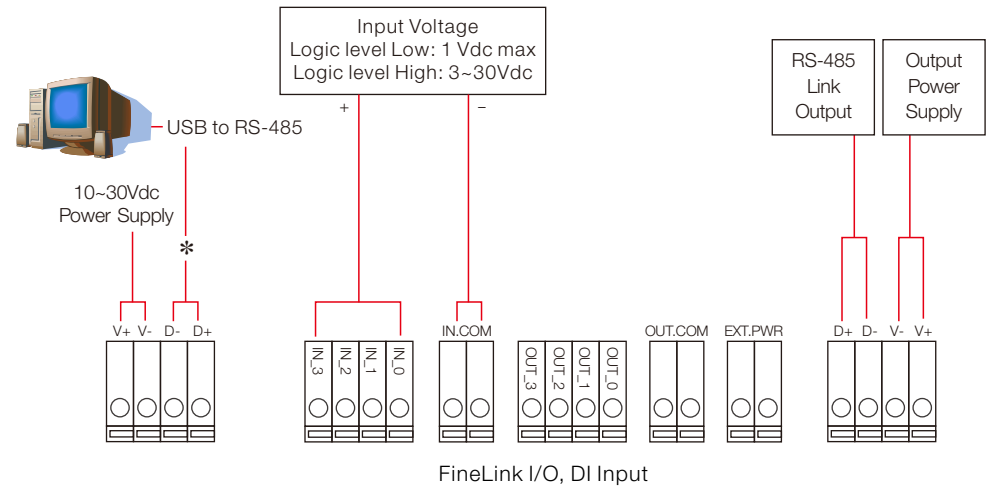 Input Voltage
Logic level Low: 1 Vdc max
Logic level High: 3~30Vdc
+
−
RS-485
Link
Output
Output
Power
Supply
USB to RS-485
10~30Vdc
Power Supply
*
V+ V- D- D+
IN_3 IN_2 IN_1 IN_0
IN.COM
OUT_3 OUT_2 OUT_1 OUT_0
OUT.COM
EXT.PWR
D+ D- V- V+
FineLink I/O, DI Input